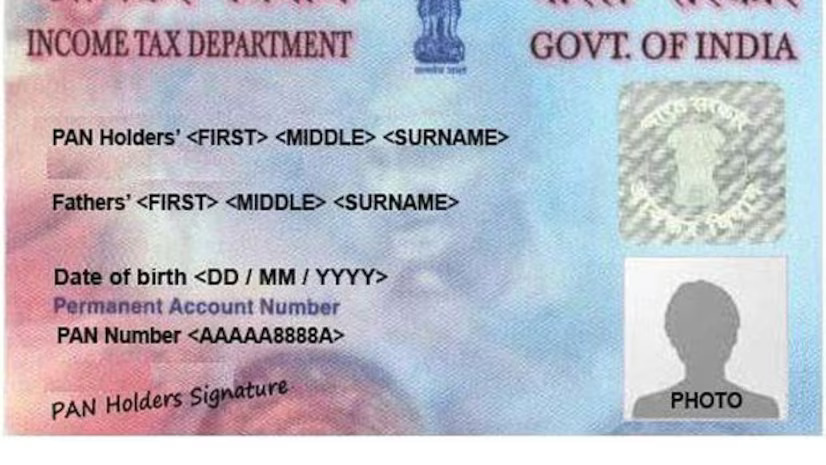 INCOME TAX DEPARTMENT
GOVT. OF INDIA
PAN Holders' <FIRST> <MIDDLE> <SURNAME>
Fathers' <FIRST> <MIDDLE> <SURNAME>
Date of birth <DD / MM / YYYY>
Permanent Account Number
PAN Number <AAAAA8888A>
PAN Holders Signature
PHOTO